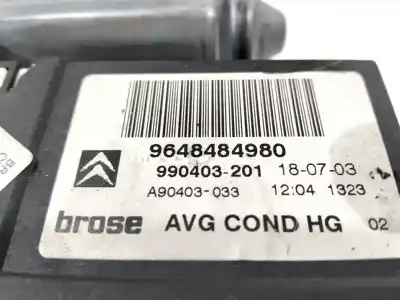 9648484980
990403-201 18-07-03
A90403-033 12:04 1323
brose AVG COND HG 02